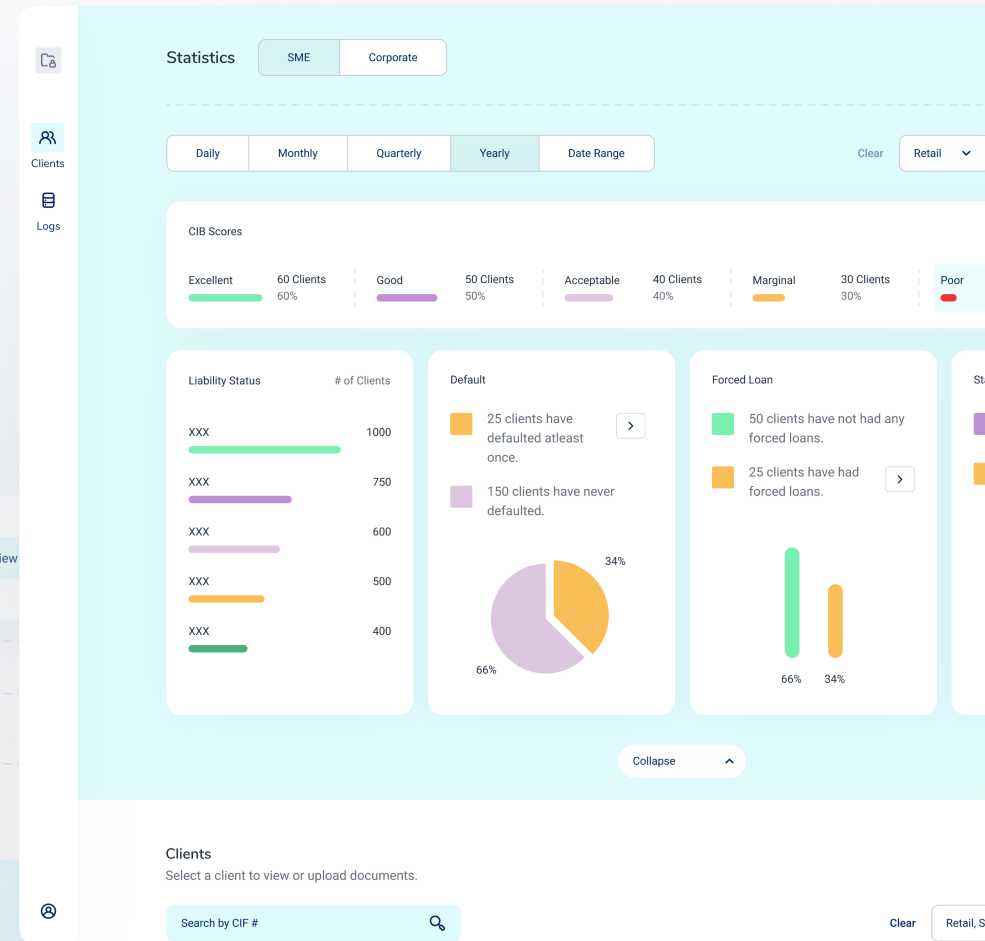 Statistics
SME
Corporate
Clients
Logs
Daily
Monthly
Quarterly
Yearly
Date Range
Clear
Retail
CIB Scores
Excellent
60 Clients
60%
Good
50 Clients
50%
Acceptable
40 Clients
40%
Marginal
30 Clients
30%
Poor
Liability Status
# of Clients
XXX
1000
XXX
750
XXX
600
XXX
500
XXX
400
Default
25 clients have
defaulted atleast
once.
150 clients have never
defaulted.
34%
66%
Forced Loan
50 clients have not had any
forced loans.
25 clients have had
forced loans.
66%
34%
Collapse
Clients
Select a client to view or upload documents.
Search by CIF #
Clear
Retail, S